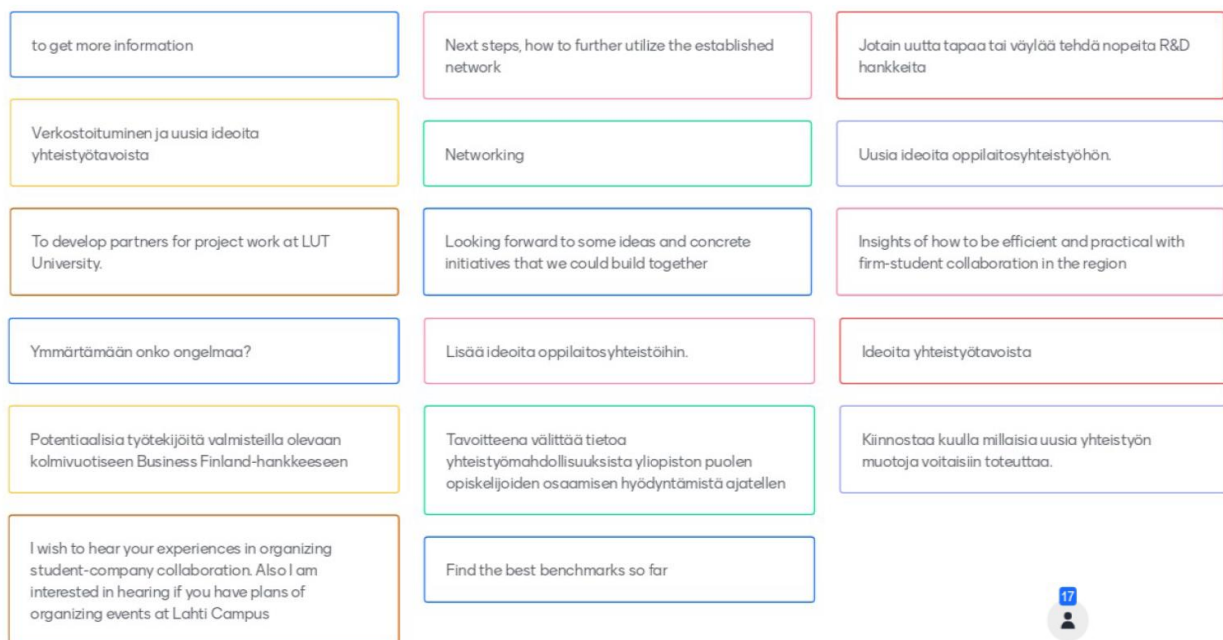 to get more information
Verkostoituminen ja uusia ideoita
yhteistyötavoista
To develop partners for project work at LUT
University.
Ymmärtämään onko ongelmaa?
Potentiaalisia työtekijöitä valmisteilla olevaan
kolmivuotiseen Business Finland-hankkeeseen
I wish to hear your experiences in organizing
student-company collaboration. Also I am
interested in hearing if you have plans of
organizing events at Lahti Campus
Next steps, how to further utilize the established
network
Networking
Looking forward to some ideas and concrete
initiatives that we could build together
Lisää ideoita oppilaitosyhteistöihin.
Tavoitteena välittää tietoa
yhteistyömahdollisuuksista yliopiston puolen
opiskelijoiden osaamisen hyödyntämistä ajatellen
Find the best benchmarks so far
Jotain uutta tapaa tai väylää tehdä nopeita R&D
hankkeita
Uusia ideoita oppilaitosyhteistyöhön.
Insights of how to be efficient and practical with
firm-student collaboration in the region
Ideoita yhteistyötavoista
Kiinnostaa kuulla millaisia uusia yhteistyön
muotoja voitaisiin toteuttaa.
17